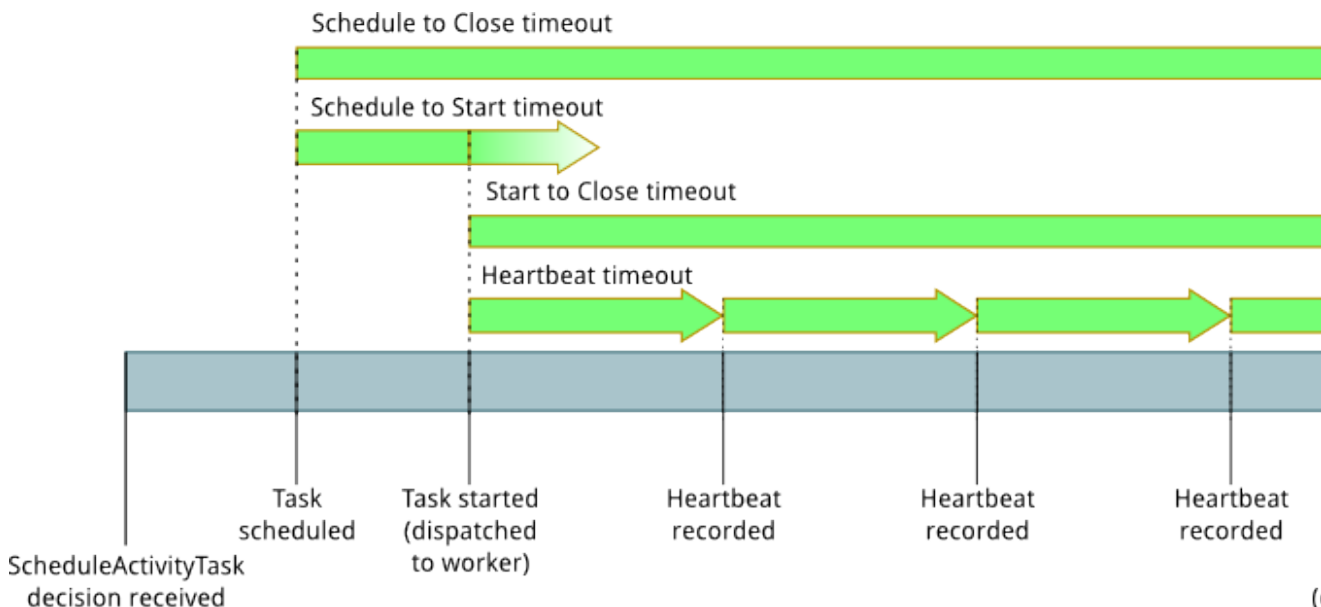 Schedule to Close timeout
Schedule to Start timeout
Start to Close timeout
Heartbeat timeout
Task
scheduled
Task started
(dispatched
to worker)
Heartbeat
recorded
Heartbeat
recorded
Heartbeat
recorded
ScheduleActivityTask
decision received